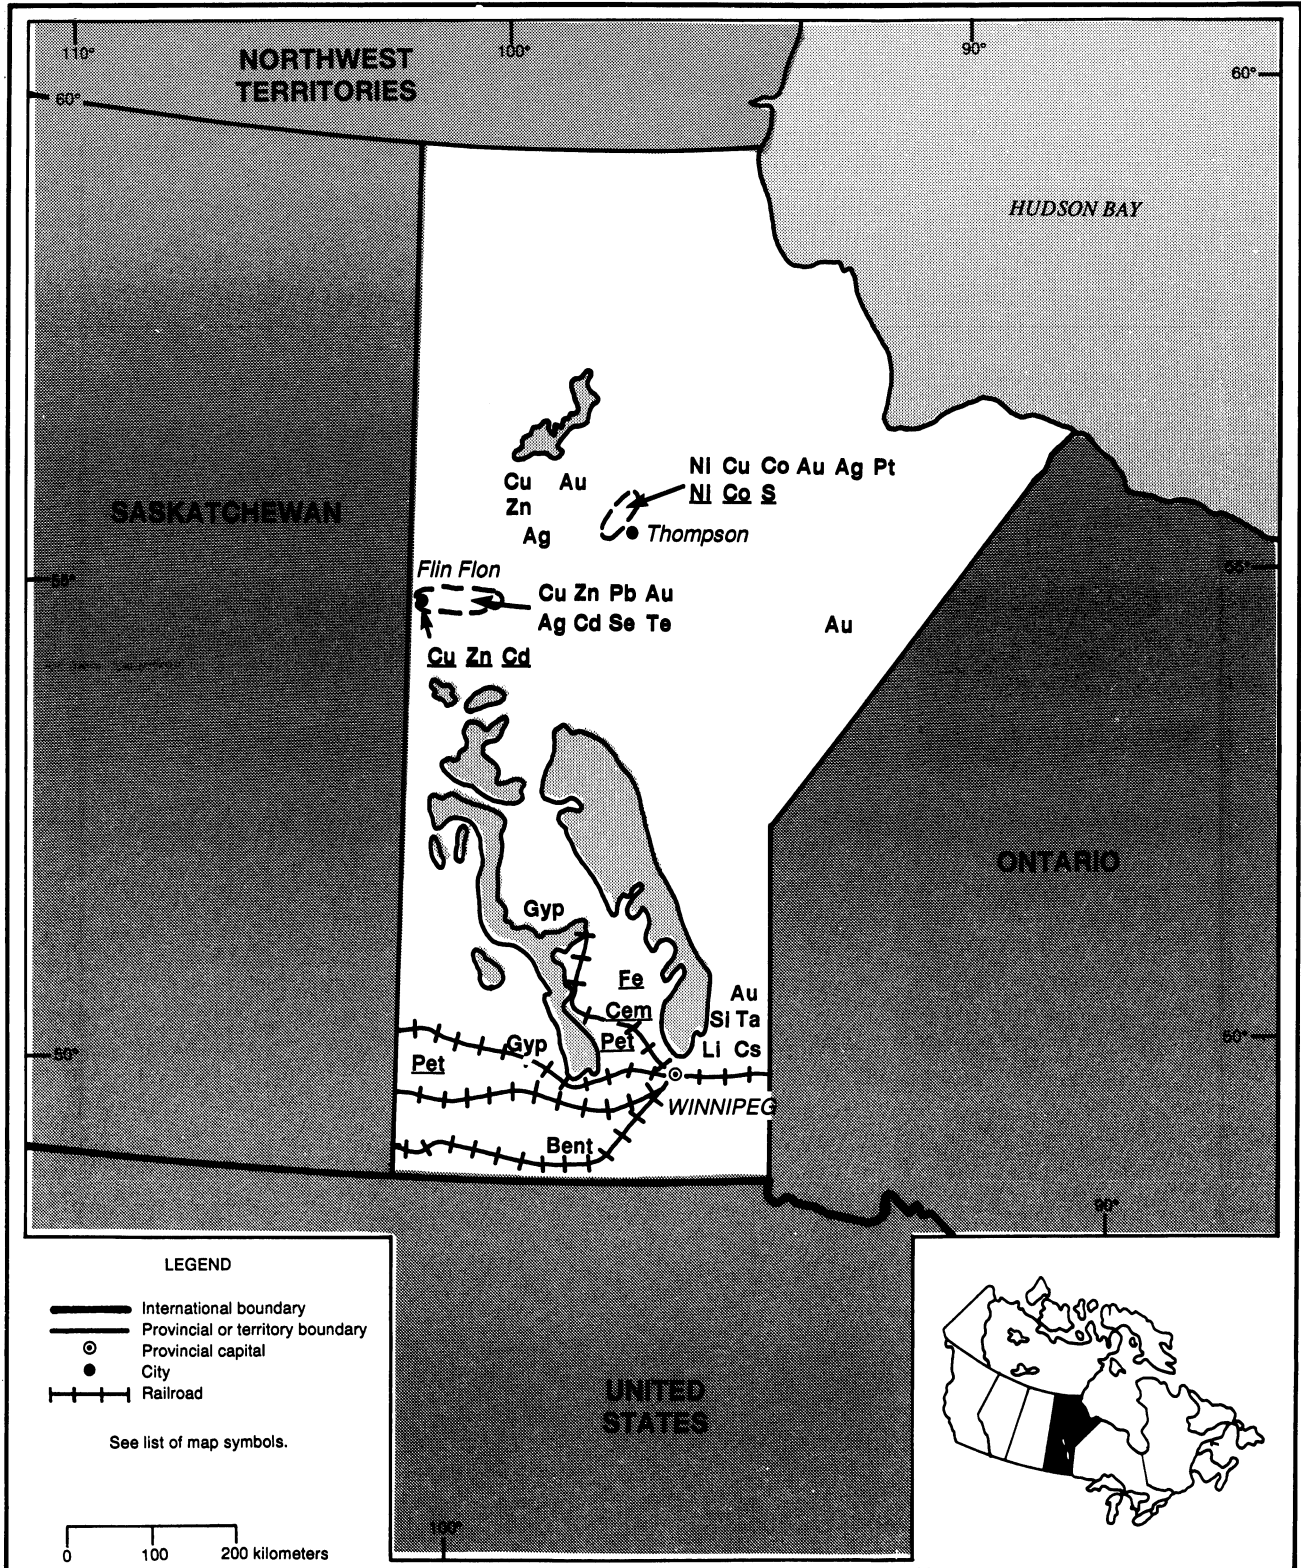 110°
100°
90°
NORTHWEST
TERRITORIES
60°
60°
HUDSON BAY
Ni Cu Co Au Ag Pt
Ni Co S
Cu Au
Zn
Ag
Thompson
SASKATCHEWAN
Flin Flon
55°
55°
Cu Zn Pb Au
Ag Cd Se Te
Au
Cu Zn Cd
ONTARIO
Gyp
Fe
Cem
Pet
Au
Si Ta
Li Cs
50°
50°
Gyp
Pet
WINNIPEG
Bent
90°
LEGEND
International boundary
Provincial or territory boundary
Provincial capital
City
Railroad
See list of map symbols.
0 100 200 kilometers
UNITED
STATES
100°